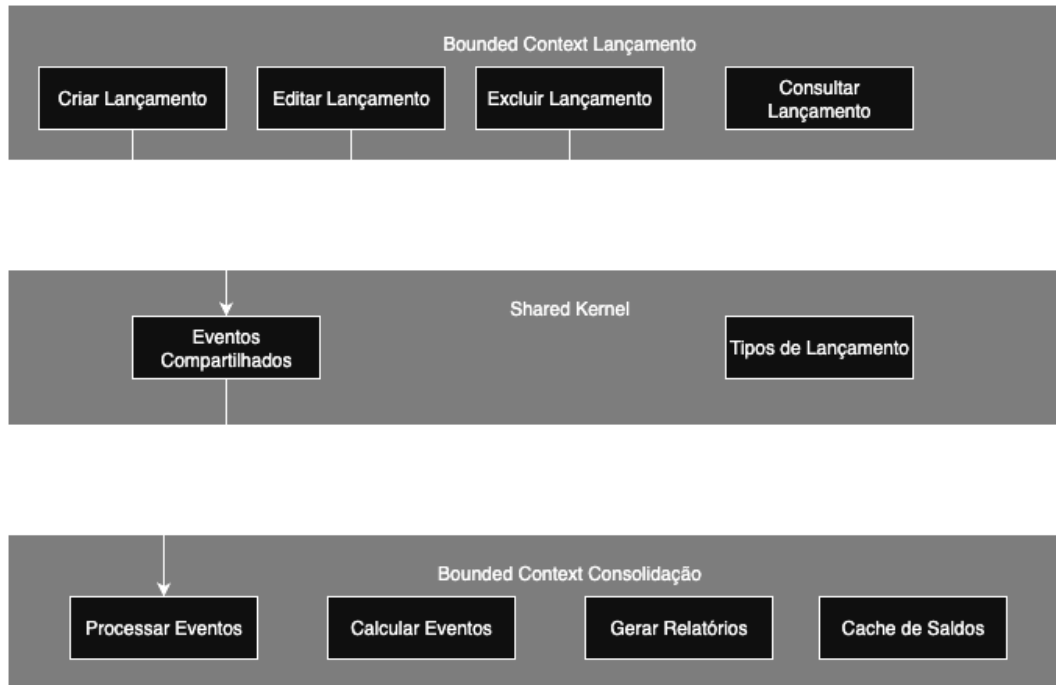 Bounded Context Lançamento
Criar Lançamento
Editar Lançamento
Excluir Lançamento
Consultar
Lançamento
Shared Kernel
Eventos
Compartilhados
Tipos de Lançamento
Bounded Context Consolidação
Processar Eventos
Calcular Eventos
Gerar Relatórios
Cache de Saldos